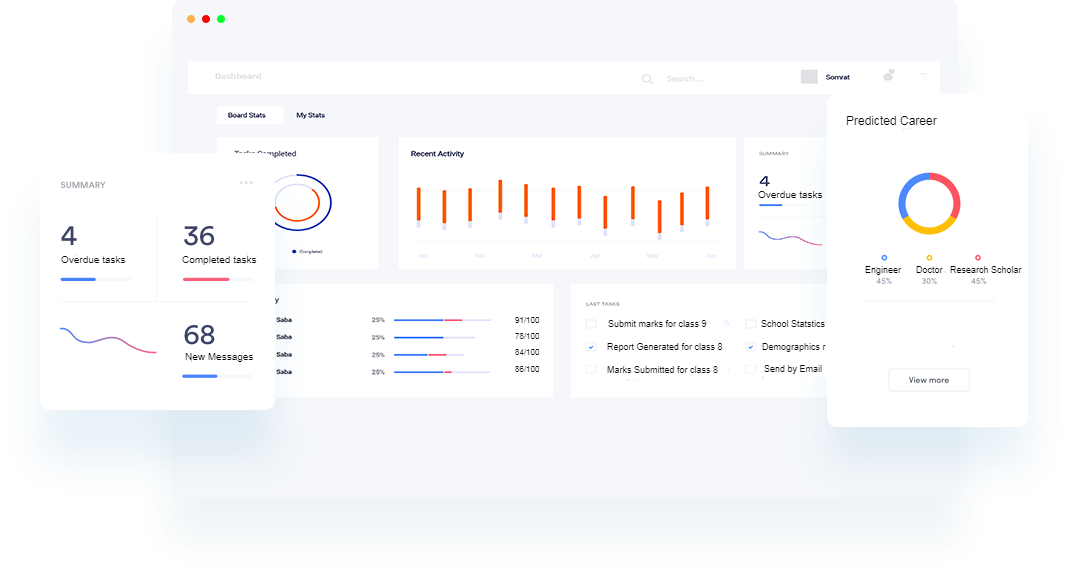 Dashboard
Search...
Somrat
Board Stats
My Stats
Tasks Completed
Completed
Recent Activity
Jan
Feb
Mar
Apr
May
Jun
SUMMARY
4
Overdue tasks
SUMMARY
4
Overdue tasks
36
Completed tasks
68
New Messages
Saba 25% 91/100
Saba 25% 78/100
Saba 25% 84/100
Saba 25% 86/100
LAST TASKS
Submit marks for class 9
Report Generated for class 8
Marks Submitted for class 8
School Statstics
Demographics r
Send by Email
Predicted Career
Engineer
45%
Doctor
30%
Research Scholar
45%
View more